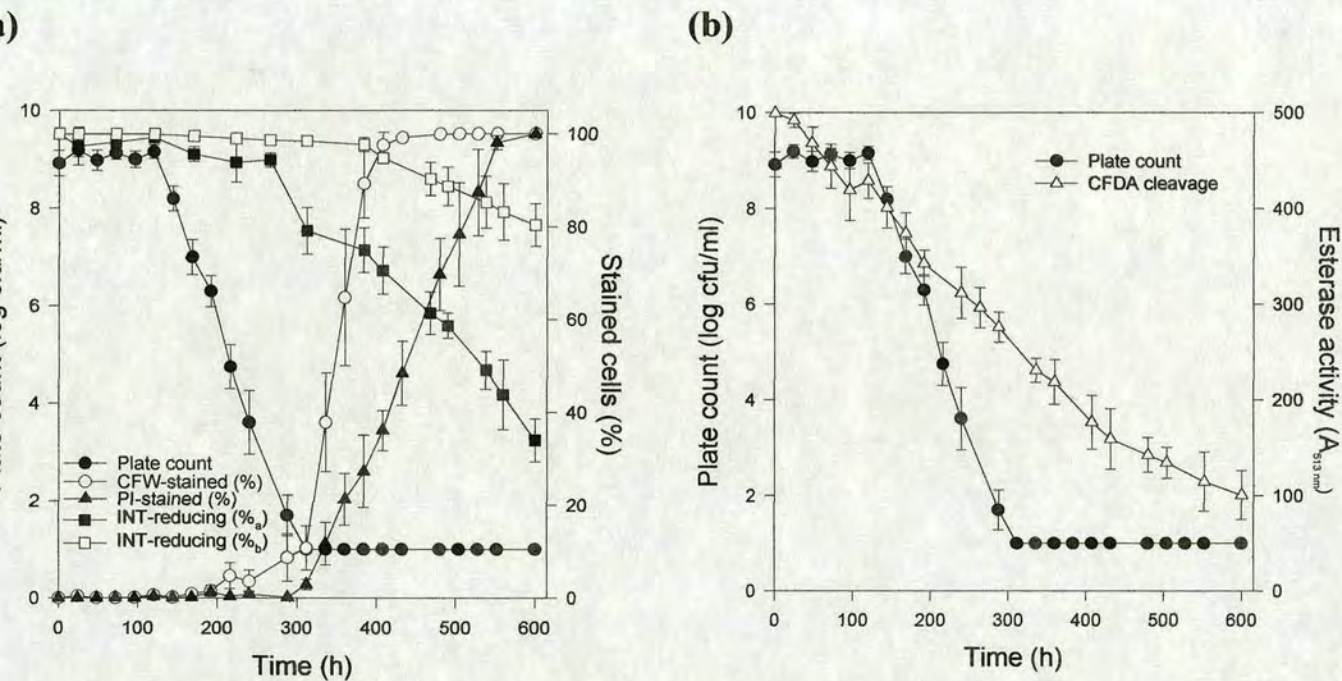 a)
10
8
6
4
2
0
100
80
60
40
20
0
Stained cells (%)
Plate count
CFW-stained (%)
PI-stained (%)
INT-reducing (%a)
INT-reducing (%b)
0 100 200 300 400 500 600
Time (h)
(b)
Plate count (log cfu/ml)
10
8
6
4
2
0
500
400
300
200
100
0
Esterase activity (A513 nm)
Plate count
CFDA cleavage
0 100 200 300 400 500 600
Time (h)